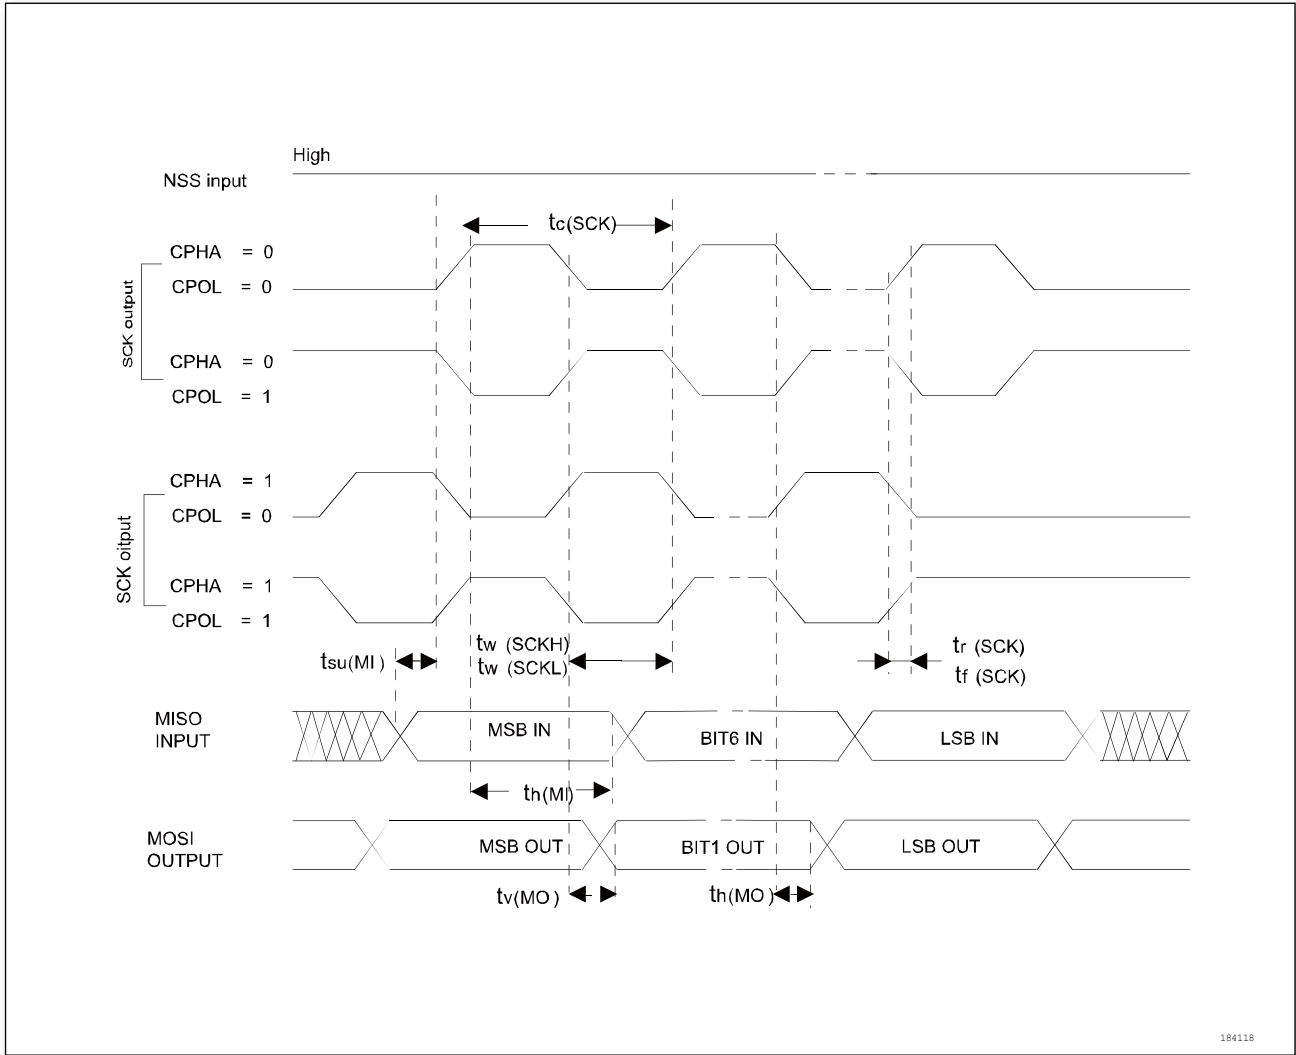 High
NSS input
tc(SCK)
CPHA = 0
CPOL = 0
SCK output
CPHA = 0
CPOL = 1
CPHA = 1
CPOL = 0
SCK oitput
CPHA = 1
CPOL = 1
tsu(MI)
tw (SCKH)
tw (SCKL)
tr (SCK)
tf (SCK)
MISO
INPUT
MSB IN
BIT6 IN
LSB IN
th(MI)
MOSI
OUTPUT
MSB OUT
BIT1 OUT
LSB OUT
tv(MO)
th(MO)
184118